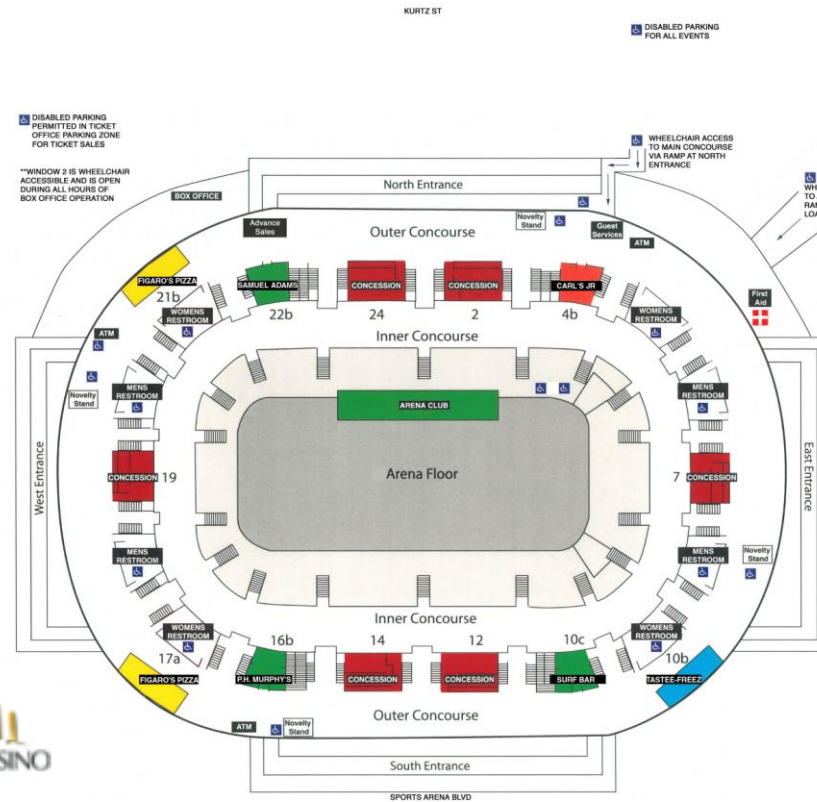 KURTZ ST
DISABLED PARKING
FOR ALL EVENTS
DISABLED PARKING
PERMITTED IN TICKET
OFFICE PARKING ZONE
FOR TICKET SALES
**WINDOW 2 IS WHEELCHAIR
ACCESSIBLE AND IS OPEN
DURING ALL HOURS OF
BOX OFFICE OPERATION
WHEELCHAIR ACCESS
TO MAIN CONCOURSE
VIA RAMP AT NORTH
ENTRANCE
WH
TO
RAM
LOA
North Entrance
BOX OFFICE
Advance
Sales
Outer Concourse
Novelty
Stand
Guest
Services
ATM
FIGARO'S PIZZA
21b
SAMUEL ADAMS
22b
CONCESSION
24
CONCESSION
2
CARL'S JR
4b
First
Aid
WOMENS
RESTROOM
WOMENS
RESTROOM
ATM
Inner Concourse
Novelty
Stand
MENS
RESTROOM
MENS
RESTROOM
ARENA CLUB
West Entrance
CONCESSION
19
Arena Floor
7
CONCESSION
East Entrance
MENS
RESTROOM
MENS
RESTROOM
Novelty
Stand
Inner Concourse
WOMENS
RESTROOM
WOMENS
RESTROOM
17a
FIGARO'S PIZZA
16b
P.H. MURPHY'S
14
CONCESSION
12
CONCESSION
10c
SURF BAR
10b
TASTEE-FREEZ
Outer Concourse
ATM
Novelty
Stand
SINO
South Entrance
SPORTS ARENA BLVD